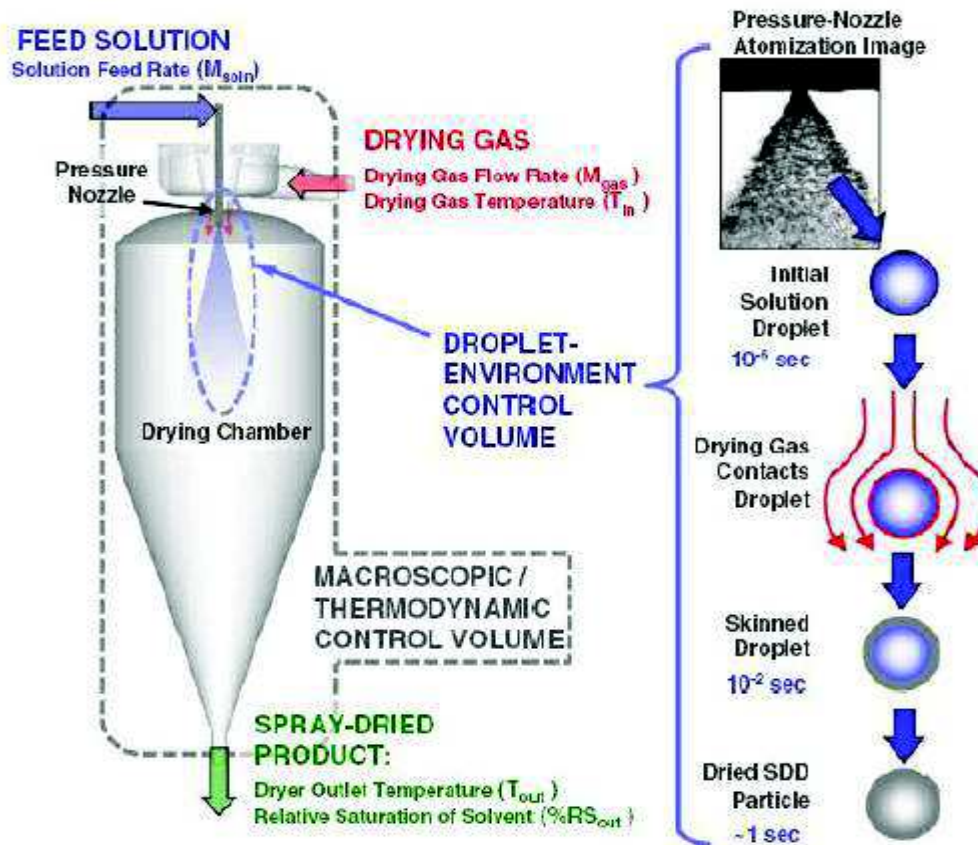 FEED SOLUTION
Solution Feed Rate (Msoln)
Pressure
Nozzle
DRYING GAS
Drying Gas Flow Rate (Mgas)
Drying Gas Temperature (Tin)
Drying Chamber
DROPLET-
ENVIRONMENT
CONTROL
VOLUME
MACROSCOPIC /
THERMODYNAMIC
CONTROL VOLUME
SPRAY-DRIED
PRODUCT:
Dryer Outlet Temperature (Tout)
Relative Saturation of Solvent (%RSout)
Pressure-Nozzle
Atomization Image
Initial
Solution
Droplet
sec
Drying Gas
Contacts
Droplet
Skinned
Droplet
10-2 sec
Dried SDD
Particle
~1 sec